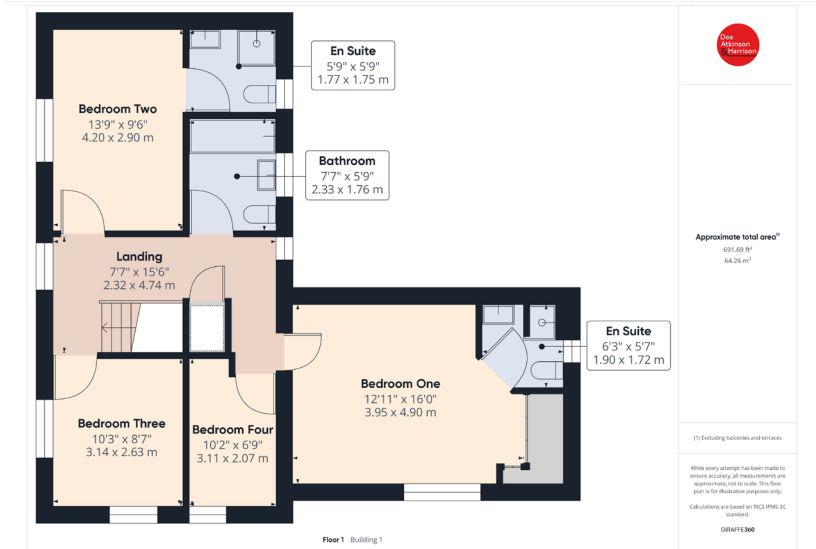 En Suite
5'9" x 5'9"
1.77 x 1.75 m
Bedroom Two
13'9" x 9'6"
4.20 x 2.90 m
Bathroom
7'7" x 5'9"
2.33 x 1.76 m
Landing
7'7" x 15'6"
2.32 x 4.74 m
En Suite
6'3" x 5'7"
1.90 x 1.72 m
Bedroom One
12'11" x 16'0"
3.95 x 4.90 m
Bedroom Three
10'3" x 8'7"
3.14 x 2.63 m
Bedroom Four
10'2" x 6'9"
3.11 x 2.07 m
Floor 1 Building 1
Dee
Atkinson
& Harrison
Approximate total area⁽¹⁾
691.69 ft²
64.26 m²
(1) Excluding balconies and terraces
While every attempt has been made to
ensure accuracy, all measurements are
approximate, not to scale. This floor
plan is for illustrative purposes only.
Calculations are based on RICS IPMS 3C
standard.
GIRAFFE360